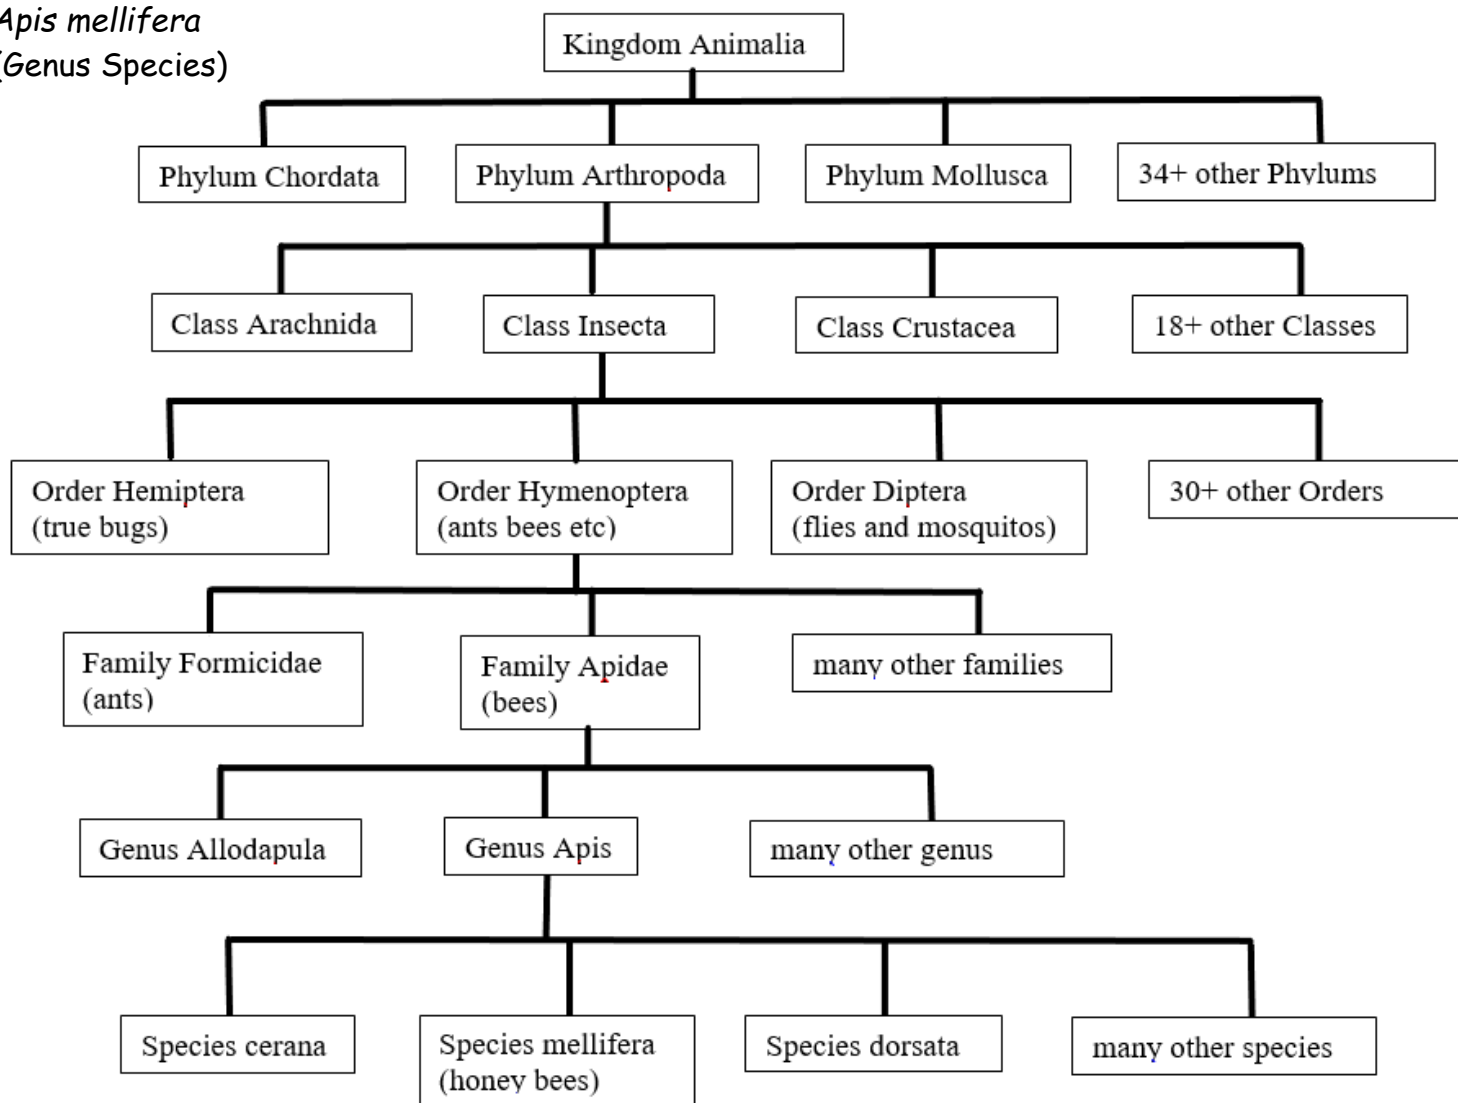 Apis mellifera
(Genus Species)
Kingdom Animalia
Phylum Chordata
Phylum Arthropoda
Phylum Mollusca
34+ other Phylums
Class Arachnida
Class Insecta
Class Crustacea
18+ other Classes
Order Hemiptera
(true bugs)
Order Hymenoptera
(ants bees etc)
Order Diptera
(flies and mosquitos)
30+ other Orders
Family Formicidae
(ants)
Family Apidae
(bees)
many other families
Genus Allodapula
Genus Apis
many other genus
Species cerana
Species mellifera
(honey bees)
Species dorsata
many other species